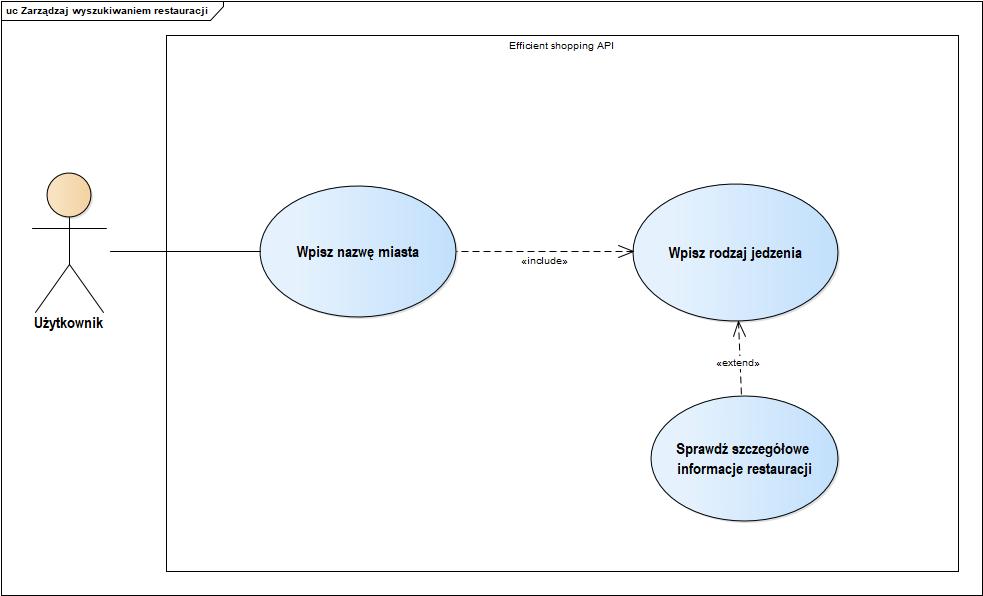 uc Zarządzaj wyszukiwaniem restauracji
Efficient shopping API
Użytkownik
Wpisz nazwę miasta
«include»
Wpisz rodzaj jedzenia
«extend»
Sprawdź szczegółowe
informacje restauracji